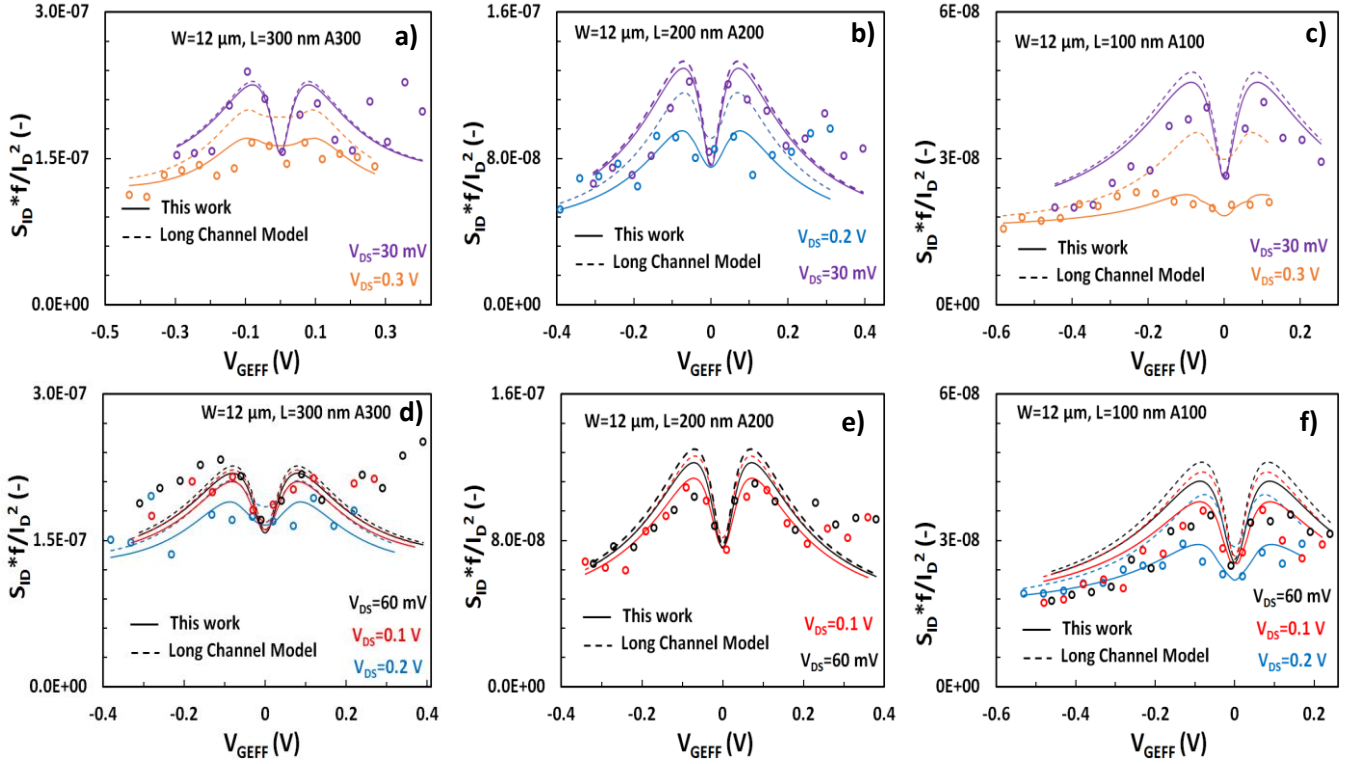 3.0E-07
W=12 μm, L=300 nm A300
a)
1.5E-07
This work
Long Channel Model
V_DS=30 mV
V_DS=0.3 V
0.0E+00
-0.5 -0.3 -0.1 0.1 0.3
V_GEFF (V)
S_ID*f/I_D^2 (-)
1.6E-07
W=12 μm, L=200 nm A200
b)
8.0E-08
This work
Long Channel Model
V_DS=0.2 V
V_DS=30 mV
0.0E+00
-0.4 -0.2 0 0.2 0.4
V_GEFF (V)
S_ID*f/I_D^2 (-)
6E-08
W=12 μm, L=100 nm A100
c)
3E-08
This work
Long Channel Model
V_DS=30 mV
V_DS=0.3 V
0E+00
-0.6 -0.4 -0.2 0 0.2
V_GEFF (V)
S_ID*f/I_D^2 (-)
3.0E-07
W=12 μm, L=300 nm A300
d)
1.5E-07
This work
Long Channel Model
V_DS=60 mV
V_DS=0.1 V
V_DS=0.2 V
0.0E+00
-0.4 -0.2 0 0.2 0.4
V_GEFF (V)
S_ID*f/I_D^2 (-)
1.6E-07
W=12 μm, L=200 nm A200
e)
8.0E-08
This work
Long Channel Model
V_DS=0.1 V
V_DS=60 mV
0.0E+00
-0.4 -0.2 0 0.2 0.4
V_GEFF (V)
S_ID*f/I_D^2 (-)
6E-08
W=12 μm, L=100 nm A100
f)
3E-08
This work
Long Channel Model
V_DS=60 mV
V_DS=0.1 V
V_DS=0.2 V
0E+00
-0.6 -0.4 -0.2 0 0.2
V_GEFF (V)
S_ID*f/I_D^2 (-)